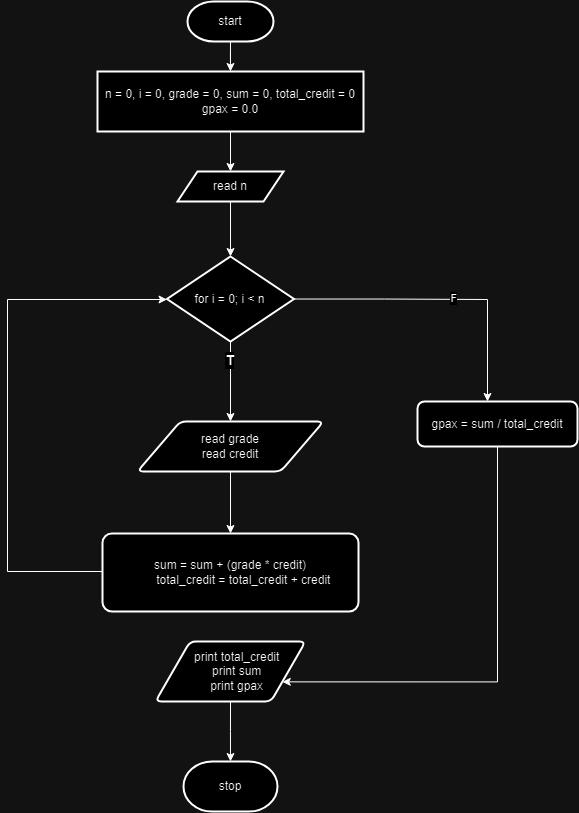 start
n = 0, i = 0, grade = 0, sum = 0, total_credit = 0
gpax = 0.0
read n
for i = 0; i < n
F
T
gpax = sum / total_credit
read grade
read credit
sum = sum + (grade * credit)
total_credit = total_credit + credit
print total_credit
print sum
print gpax
stop